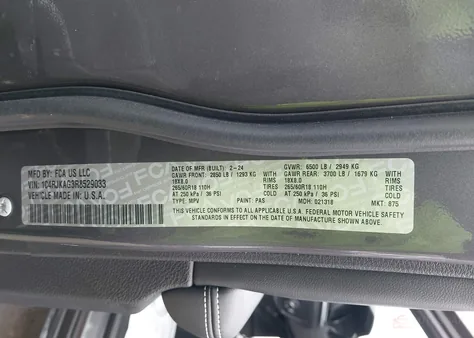 MFD BY: FCA US LLC
VIN: 1C4RJKAG3R8529033
VEHICLE MADE IN: U.S.A.
DATE OF MFR (BUILT): 2-24 GVWR: 6500 LB / 2949 KG
GAWR FRONT: 2850 LB / 1293 KG WITH GAWR REAR: 3700 LB / 1679 KG WITH
18X8.0 RIMS 18X8.0 RIMS
265/60R18 110H TIRES 265/60R18 110H TIRES
AT 250 kPa / 36 PSI COLD AT 250 kPa / 36 PSI COLD
TYPE: MPV PAINT: PAS MDH: 021318 MKT: 875
THIS VEHICLE CONFORMS TO ALL APPLICABLE U.S.A. FEDERAL MOTOR VEHICLE SAFETY
STANDARDS IN EFFECT ON THE DATE OF MANUFACTURE SHOWN ABOVE.